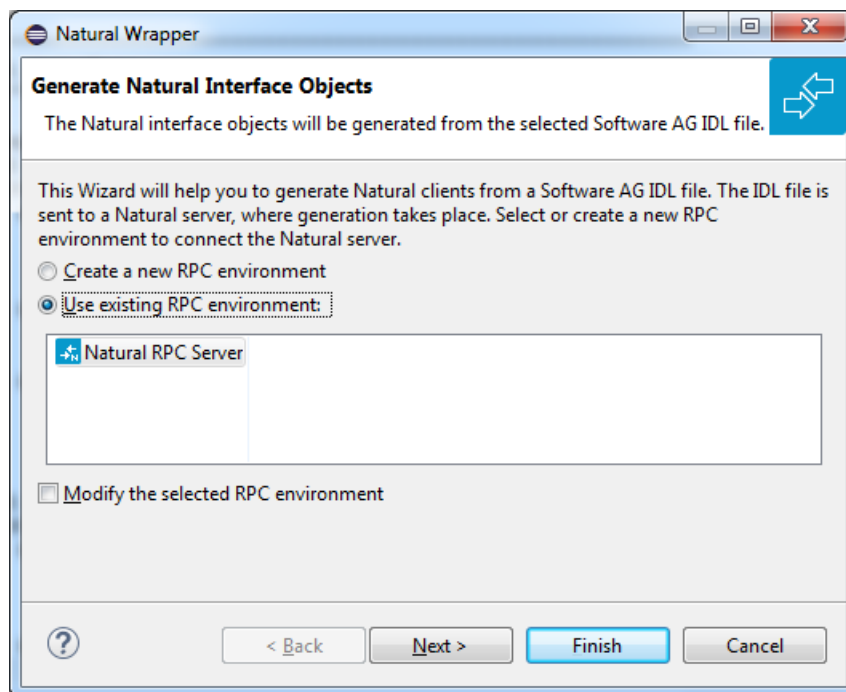 Natural Wrapper
Generate Natural Interface Objects
The Natural interface objects will be generated from the selected Software AG IDL file.
This Wizard will help you to generate Natural clients from a Software AG IDL file. The IDL file is
sent to a Natural server, where generation takes place. Select or create a new RPC
environment to connect the Natural server.
Create a new RPC environment
Use existing RPC environment:
Natural RPC Server
Modify the selected RPC environment
< Back Next > Finish Cancel